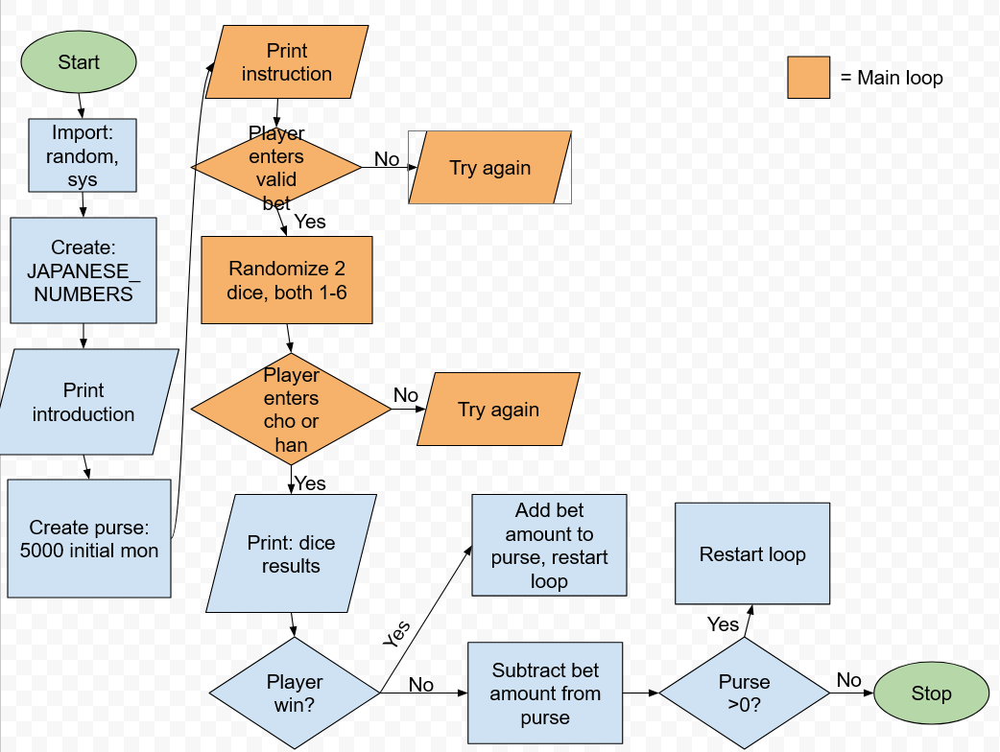 Start
Import:
random,
sys
Create:
JAPANESE_
NUMBERS
Print
introduction
Create purse:
5000 initial mon
Print
instruction
Player
enters
valid
bet
No
Try again
Yes
Randomize 2
dice, both 1-6
Player
enters
cho or
han
No
Try again
Yes
Print: dice
results
Player
win?
Yes
Add bet
amount to
purse, restart
loop
No
Subtract bet
amount from
purse
Purse
>0?
Yes
Restart loop
No
Stop
= Main loop